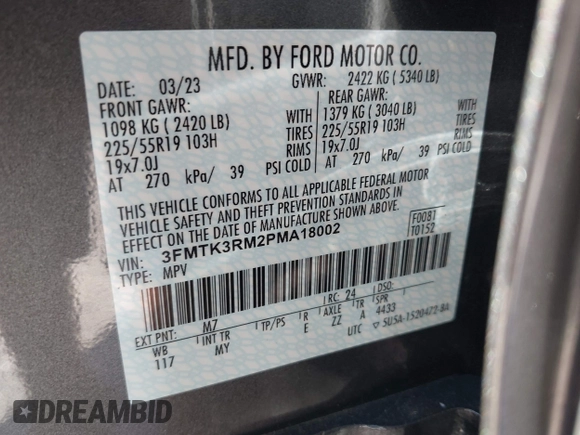 MFD. BY FORD MOTOR CO.
DATE: 03/23 GVWR: 2422 KG ( 5340 LB)
FRONT GAWR: REAR GAWR:
1098 KG ( 2420 LB) WITH 1379 KG ( 3040 LB) WITH
225/55R19 103H TIRES 225/55R19 103H TIRES
19x7.0J RIMS 19x7.0J RIMS
AT 270 kPa/ 39 PSI COLD AT 270 kPa/ 39 PSI COLD
THIS VEHICLE CONFORMS TO ALL APPLICABLE FEDERAL MOTOR
VEHICLE SAFETY AND THEFT PREVENTION STANDARDS IN
EFFECT ON THE DATE OF MANUFACTURE SHOWN ABOVE.
VIN: 3FMTK3RM2PMA18002 F0081
TYPE: MPV T0152
EXT PNT: M7 RC: 24 DSO:
WB INT TR TP/PS R AXLE TR SPR
117 MY E ZZ A 4433
UTC 5U5A-1520472-BA
DREAMBID